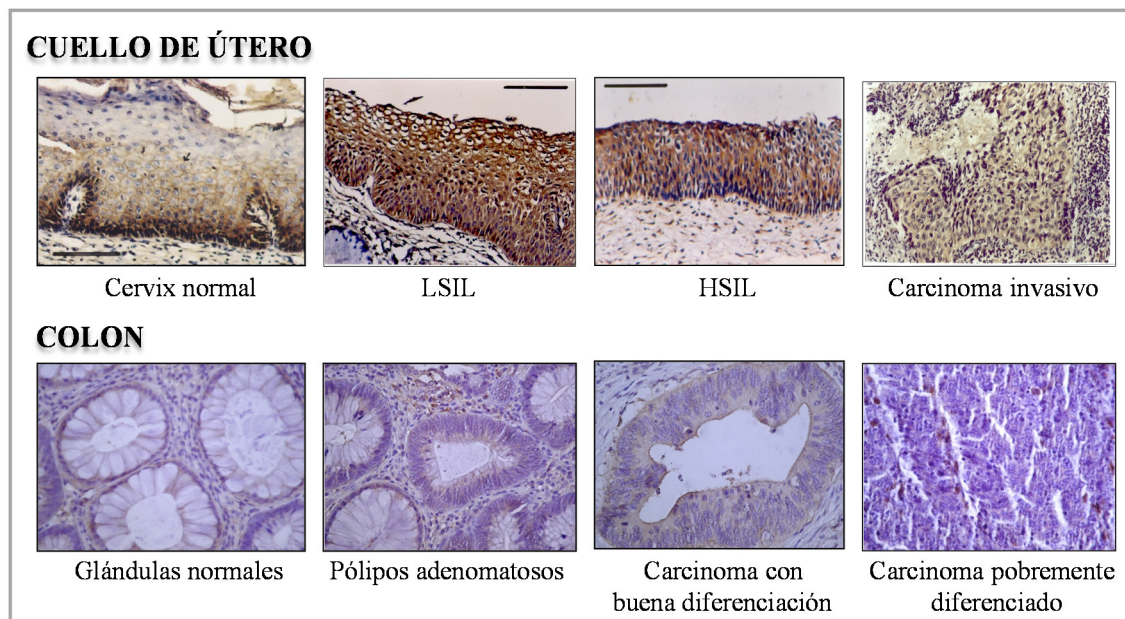 CUELLO DE ÚTERO
Cervix normal
LSIL
HSIL
Carcinoma invasivo
COLON
Glándulas normales
Pólipos adenomatosos
Carcinoma con
buena diferenciación
Carcinoma pobremente
diferenciado